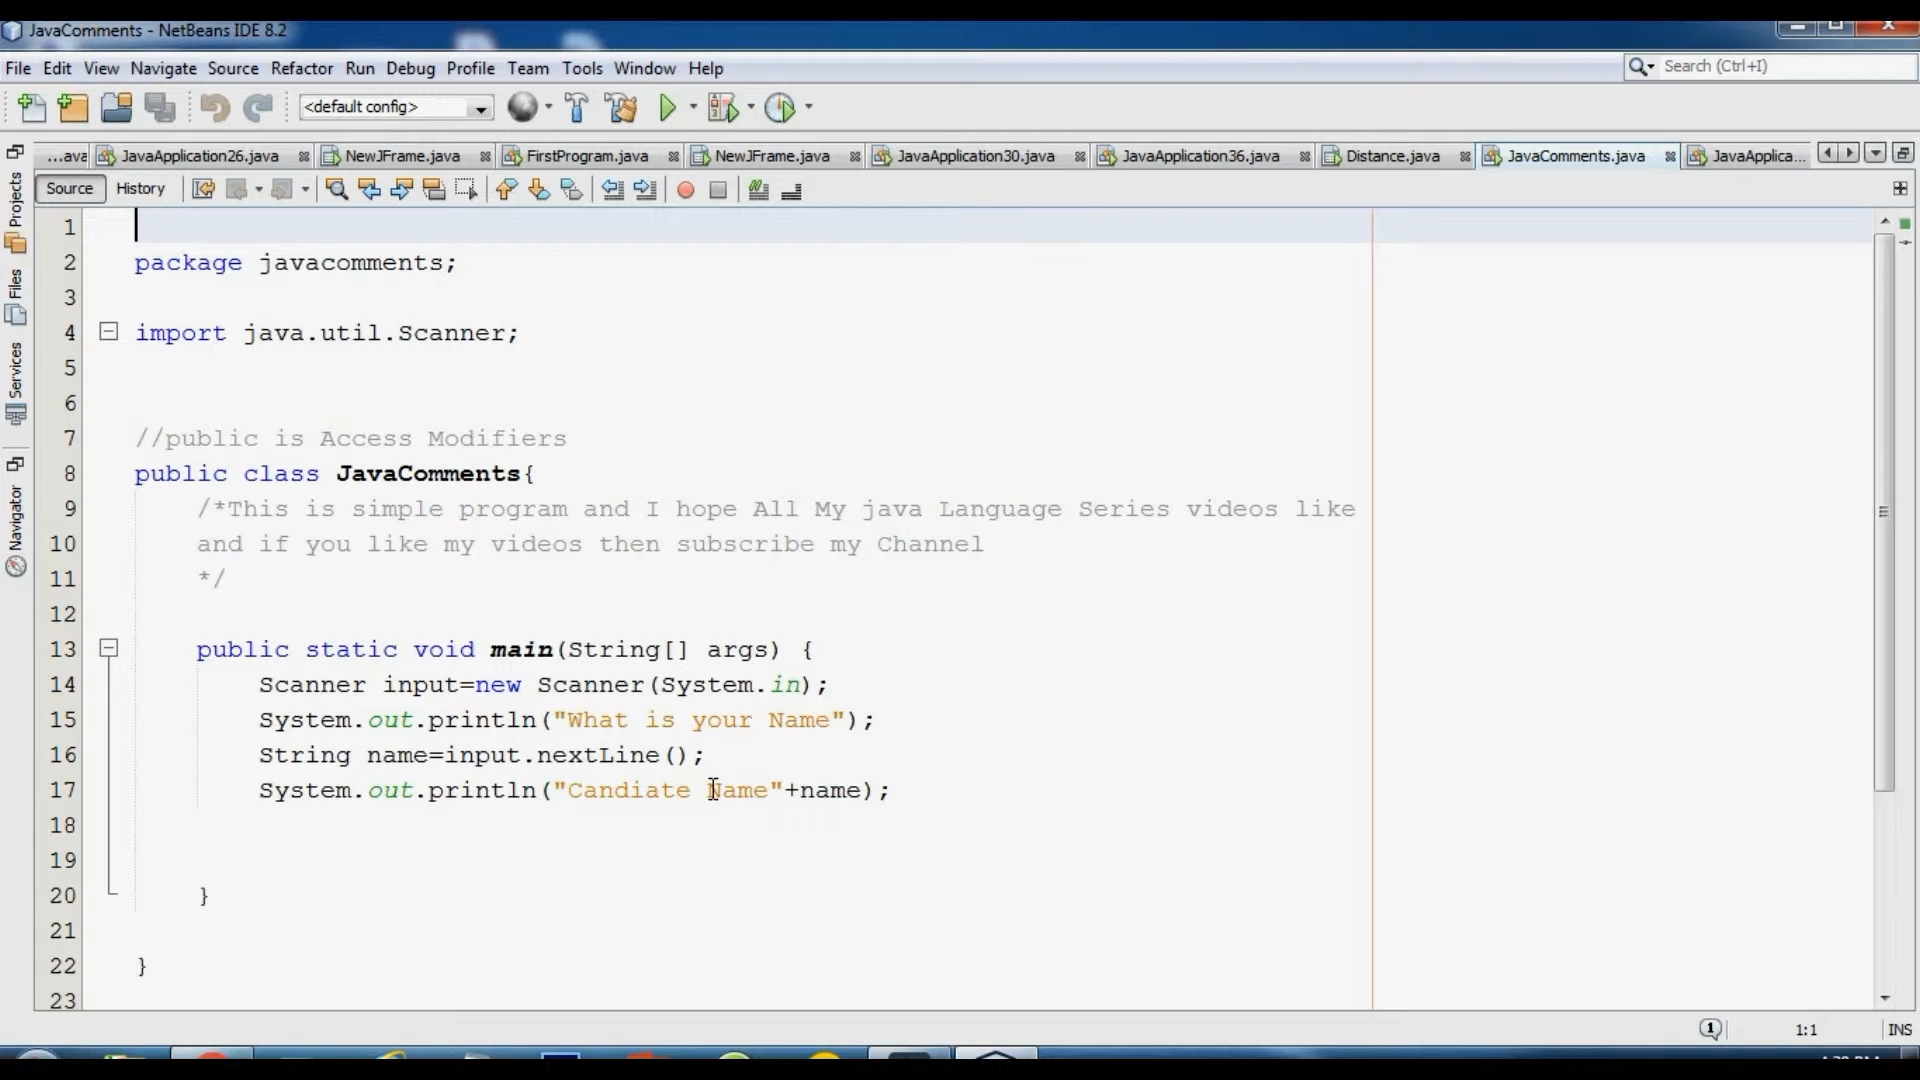 JavaComments - NetBeans IDE 8.2
File Edit View Navigate Source Refactor Run Debug Profile Team Tools Window Help
Search (Ctrl+I)
<default config>
...ava JavaApplication26.java NewJFrame.java FirstProgram.java NewJFrame.java JavaApplication30.java JavaApplication36.java Distance.java JavaComments.java JavaApplica...
Source History
Projects
Files
Services
Navigator
1
2 package javacomments;
3
4 import java.util.Scanner;
5
6
7 //public is Access Modifiers
8 public class JavaComments{
9 /*This is simple program and I hope All My java Language Series videos like
10 and if you like my videos then subscribe my Channel
11 */
12
13 public static void main(String[] args) {
14 Scanner input=new Scanner(System.in);
15 System.out.println("What is your Name");
16 String name=input.nextLine();
17 System.out.println("Candiate Name"+name);
18
19
20 }
21
22 }
23
1 1:1 INS